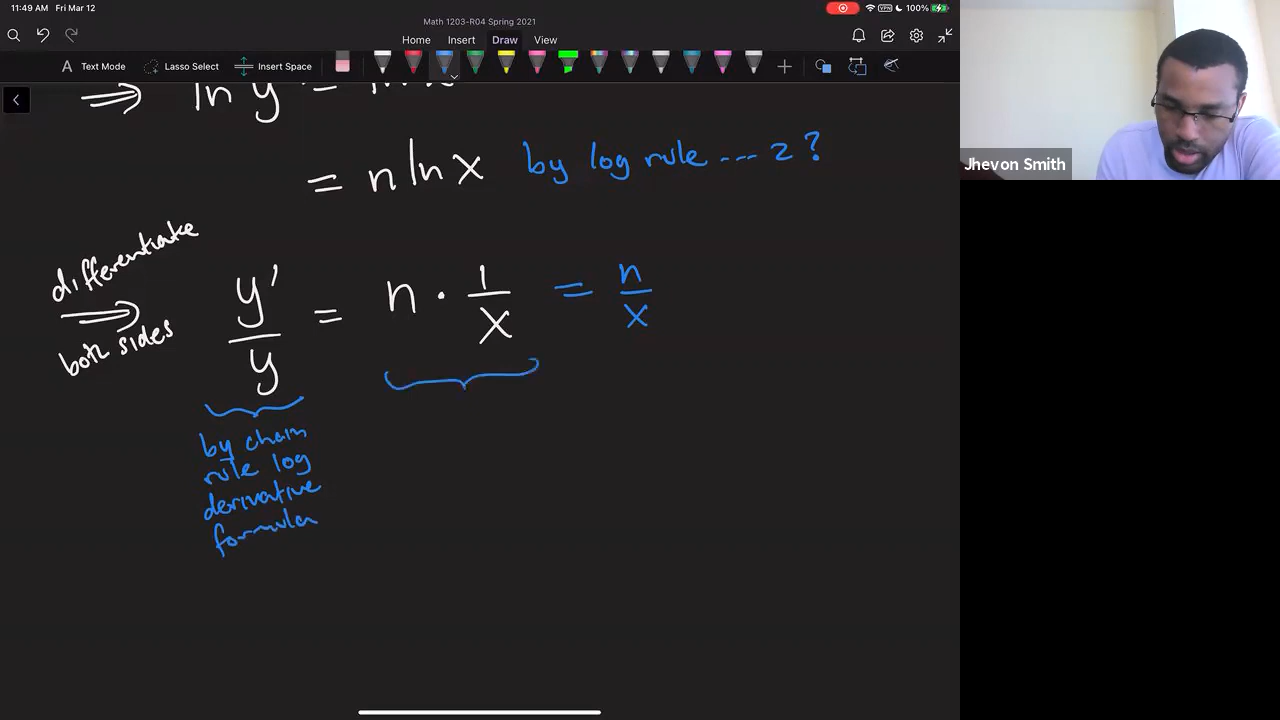 11:49 AM Fri Mar 12
VPN 100%
Math 1203-R04 Spring 2021
Home Insert Draw View
Text Mode Lasso Select Insert Space
Jhevon Smith
⟹ ln y =
= n ln x by log rule --- 2?
differentiate
⟹
both sides
y'/y = n · 1/x = n/x
by chain
rule log
derivative
formula